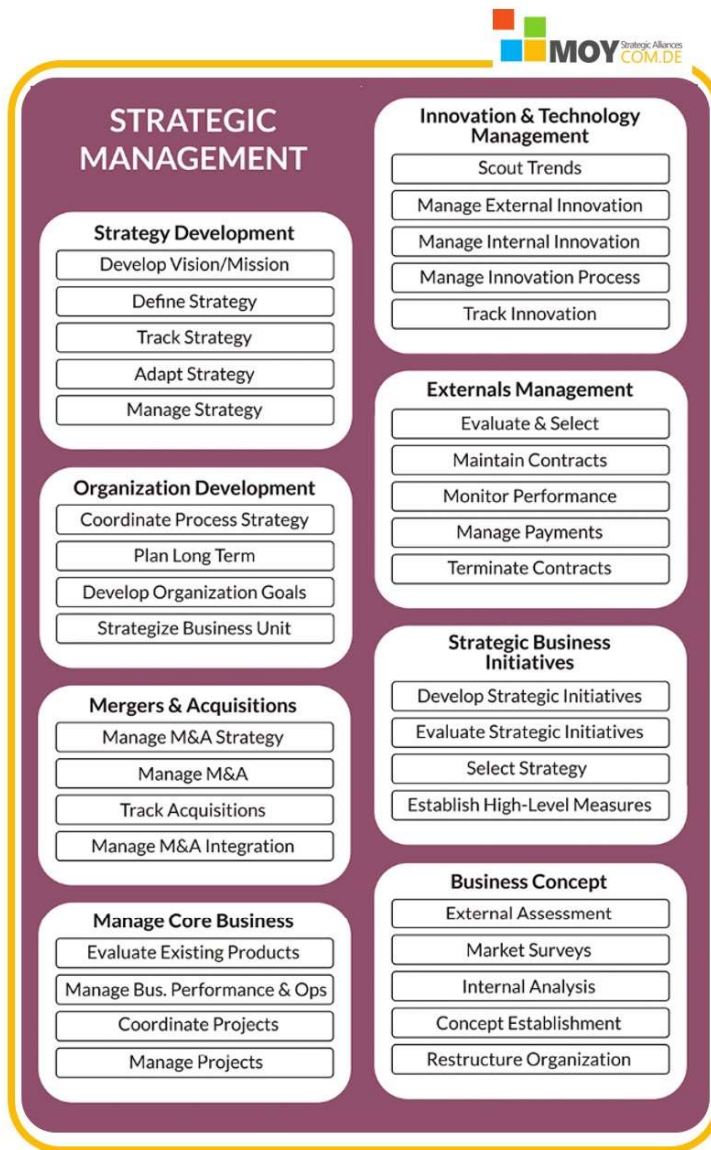 MOY Strategic Alliances
COM.DE
STRATEGIC
MANAGEMENT
Strategy Development
Develop Vision/Mission
Define Strategy
Track Strategy
Adapt Strategy
Manage Strategy
Organization Development
Coordinate Process Strategy
Plan Long Term
Develop Organization Goals
Strategize Business Unit
Mergers & Acquisitions
Manage M&A Strategy
Manage M&A
Track Acquisitions
Manage M&A Integration
Manage Core Business
Evaluate Existing Products
Manage Bus. Performance & Ops
Coordinate Projects
Manage Projects
Innovation & Technology
Management
Scout Trends
Manage External Innovation
Manage Internal Innovation
Manage Innovation Process
Track Innovation
Externals Management
Evaluate & Select
Maintain Contracts
Monitor Performance
Manage Payments
Terminate Contracts
Strategic Business
Initiatives
Develop Strategic Initiatives
Evaluate Strategic Initiatives
Select Strategy
Establish High-Level Measures
Business Concept
External Assessment
Market Surveys
Internal Analysis
Concept Establishment
Restructure Organization